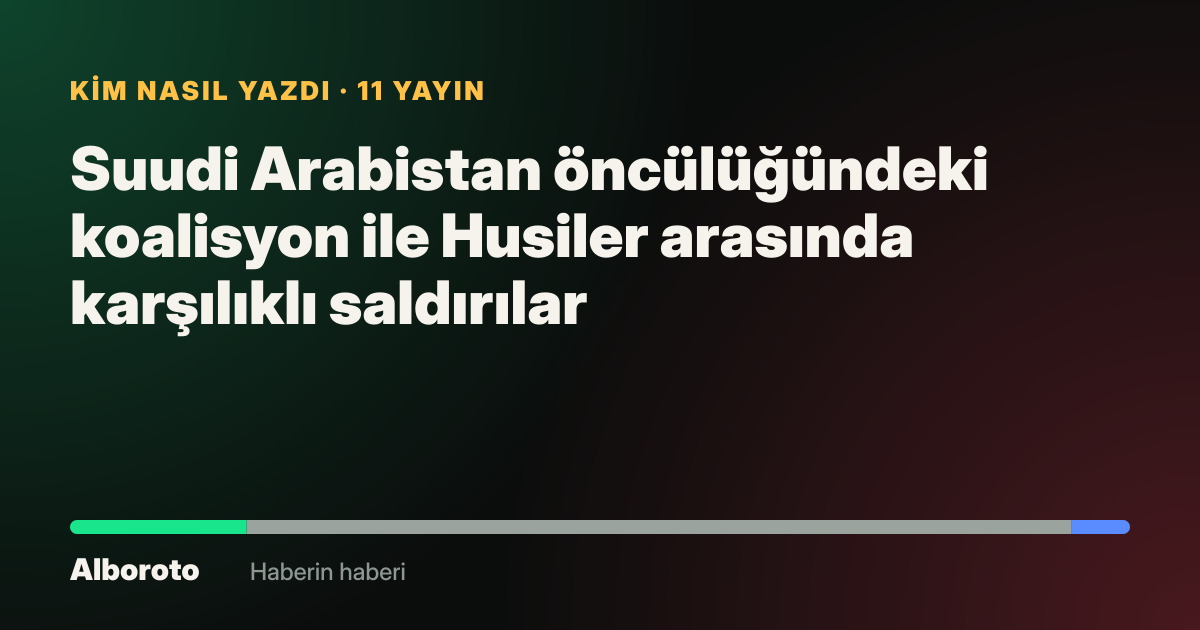 KİM NASIL YAZDI · 11 YAYIN
Suudi Arabistan öncülüğündeki
koalisyon ile Husiler arasında
karşılıklı saldırılar
Alboroto
Haberin haberi